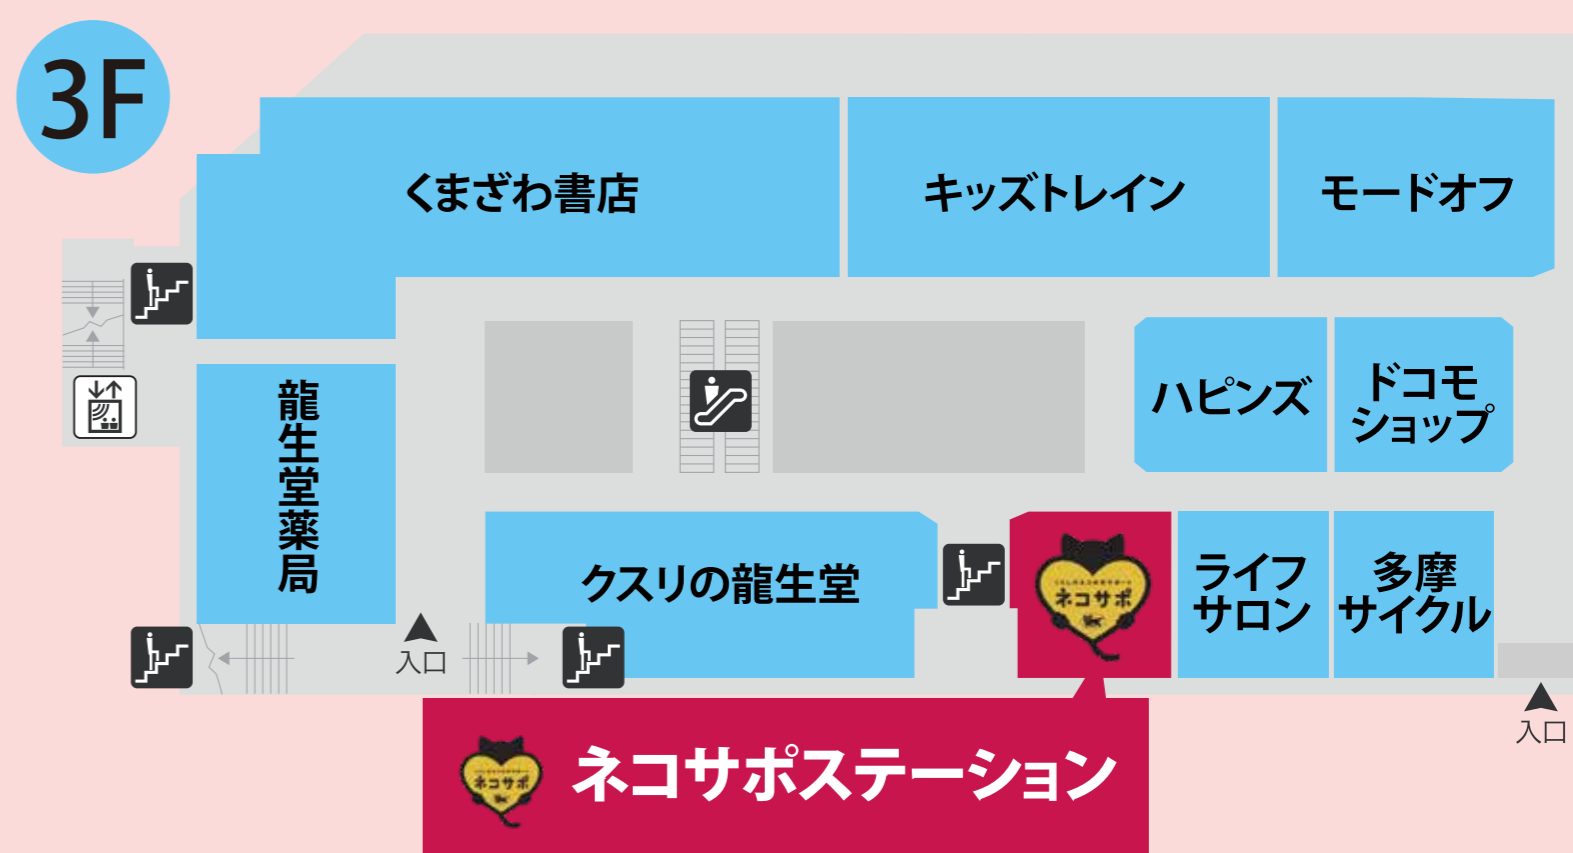 3F
くまざわ書店
キッズトレイン
モードオフ
龍生堂薬局
ハピンズ
ドコモ
ショップ
クスリの龍生堂
ネコサポ
ライフ
サロン
多摩
サイクル
入口
入口
ネコサポ
ネコサポステーション